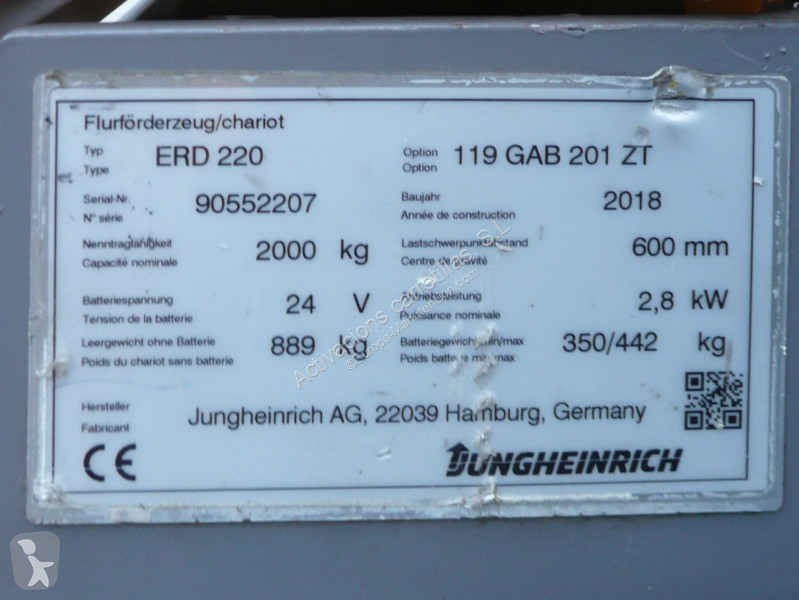 Flurförderzeug/chariot
Typ
Type
ERD 220
Option
Option
119 GAB 201 ZT
Serial-Nr.
N° série
90552207
Baujahr
Année de construction
2018
Nenntragfähigkeit
Capacité nominale
2000 kg
Lastschwerpunktabstand
Centre de gravité
600 mm
Batteriespannung
Tension de la batterie
24 V
Antriebsleistung
Puissance nominale
2,8 kW
Leergewicht ohne Batterie
Poids du chariot sans batterie
889 kg
Batteriegewicht min/max
Poids batterie min/max
350/442 kg
Hersteller
Fabricant
Jungheinrich AG, 22039 Hamburg, Germany
CE
JUNGHEINRICH
Activasions carretillas S.L